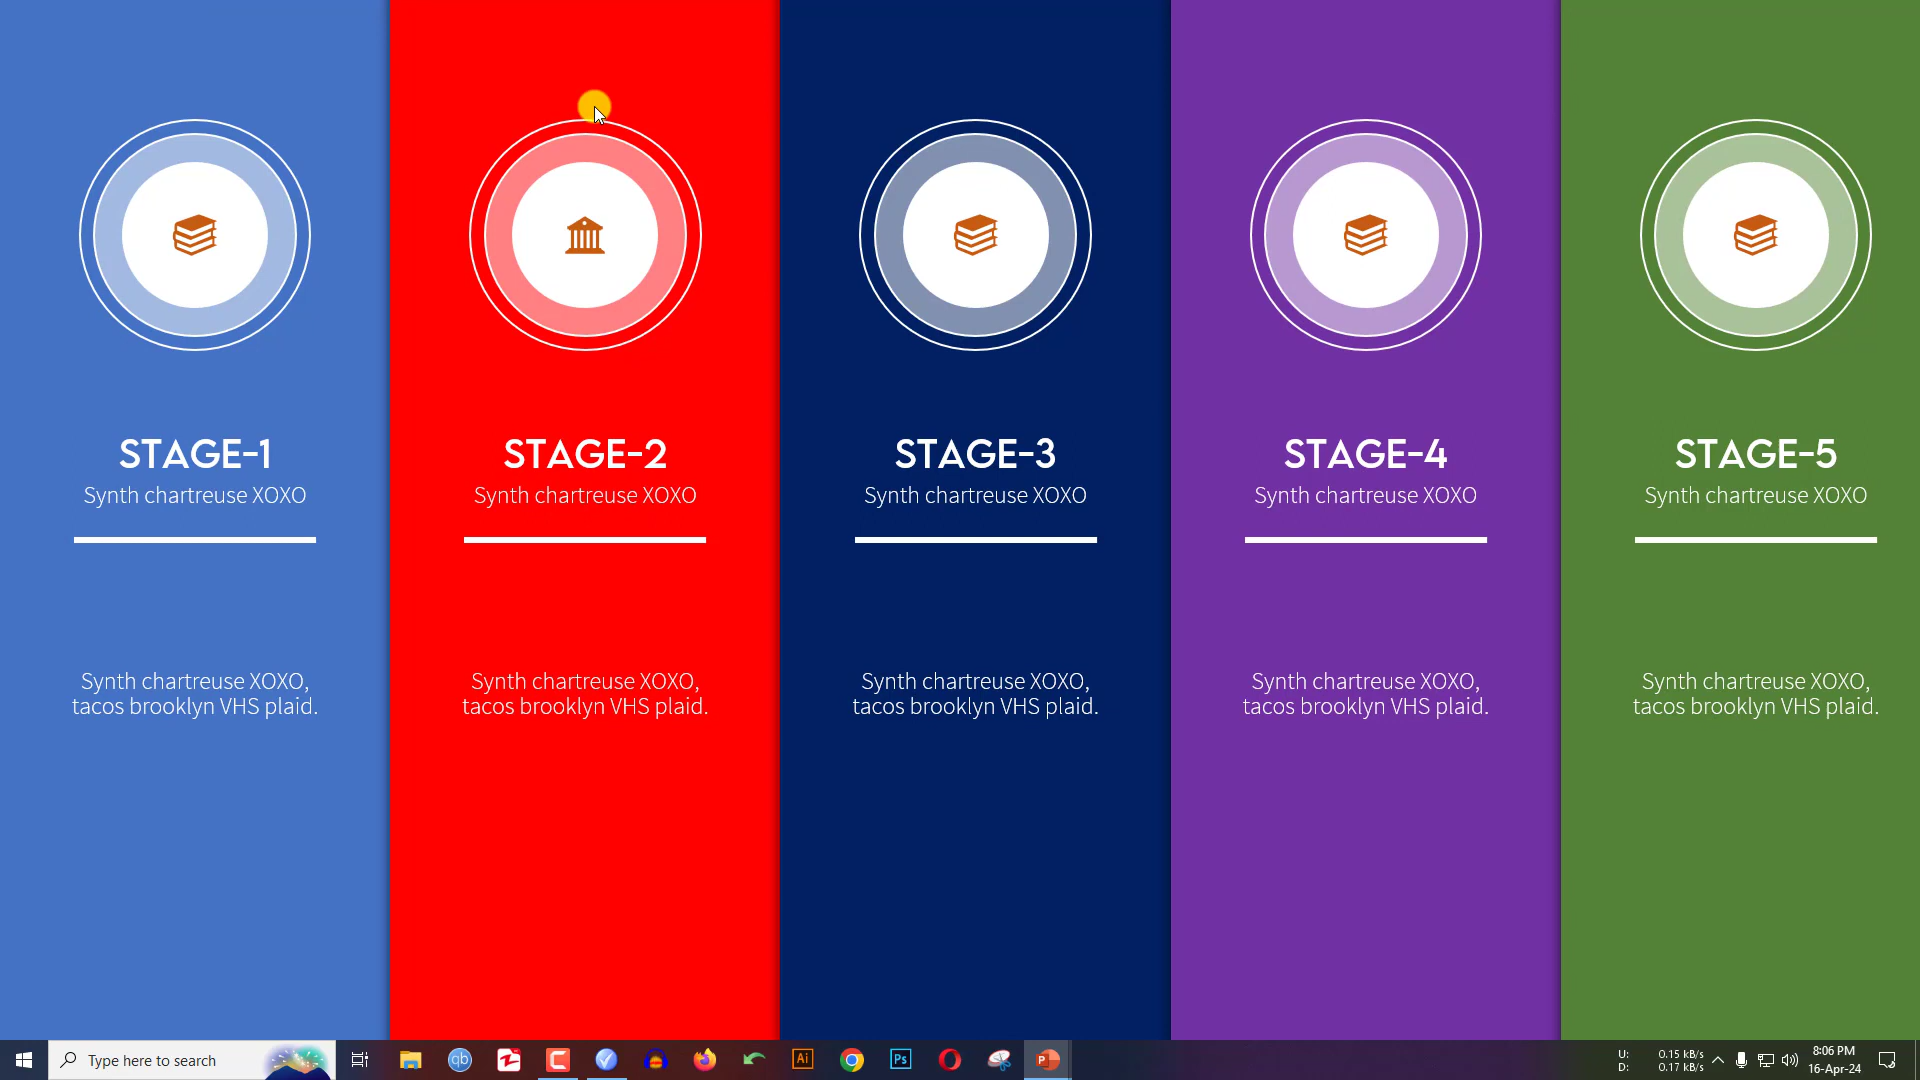 STAGE-1
Synth chartreuse XOXO
Synth chartreuse XOXO,
tacos brooklyn VHS plaid.
STAGE-2
Synth chartreuse XOXO
Synth chartreuse XOXO,
tacos brooklyn VHS plaid.
STAGE-3
Synth chartreuse XOXO
Synth chartreuse XOXO,
tacos brooklyn VHS plaid.
STAGE-4
Synth chartreuse XOXO
Synth chartreuse XOXO,
tacos brooklyn VHS plaid.
STAGE-5
Synth chartreuse XOXO
Synth chartreuse XOXO,
tacos brooklyn VHS plaid.
Type here to search
qb
Ai
Ps
P
U: 0.15 kB/s
D: 0.17 kB/s
8:06 PM
16-Apr-24